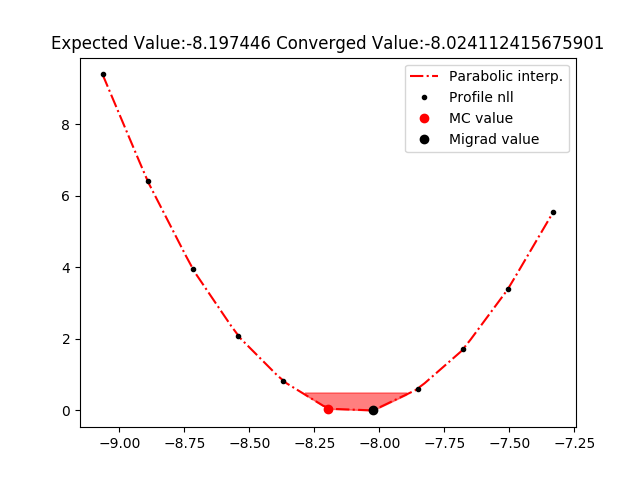 Expected Value:-8.197446 Converged Value:-8.024112415675901
Parabolic interp.
Profile nll
MC value
Migrad value
8
6
4
2
0
−9.00 −8.75 −8.50 −8.25 −8.00 −7.75 −7.50 −7.25